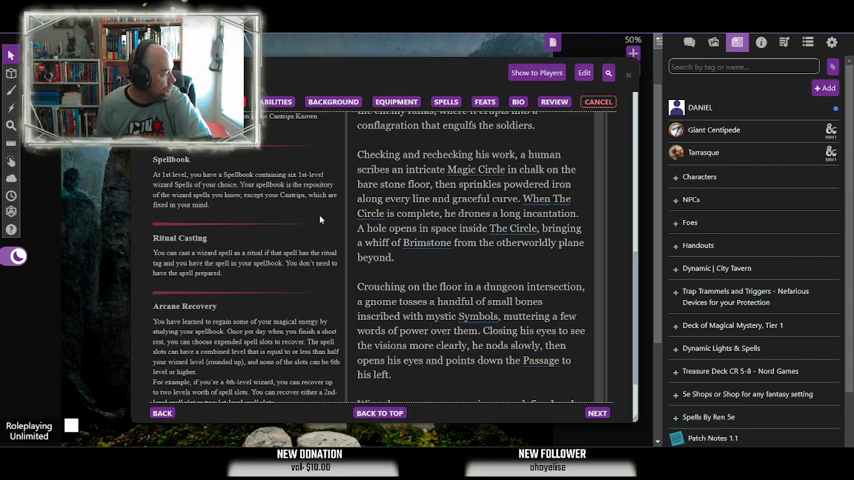 50%
Show to Players
Edit
Search by tag or name...
+ Add
ABILITIES
BACKGROUND
EQUIPMENT
SPELLS
FEATS
BIO
REVIEW
CANCEL
Spellbook
At 1st level, you have a Spellbook containing six 1st-level
wizard Spells of your choice. Your spellbook is the repository
of the wizard spells you know, except your Cantrips, which are
fixed in your mind.
Ritual Casting
You can cast a wizard spell as a ritual if that spell has the ritual
tag and you have the spell in your spellbook. You don't need to
have the spell prepared.
Arcane Recovery
You have learned to regain some of your magical energy by
studying your spellbook. Once per day when you finish a short
rest, you can choose expended spell slots to recover. The spell
slots can have a combined level that is equal to or less than half
your wizard level (rounded up), and none of the slots can be 6th
level or higher.
For example, if you're a 4th-level wizard, you can recover up
to two levels worth of spell slots. You can recover either a 2nd-
conflagration that engulfs the soldiers.
Checking and rechecking his work, a human
scribes an intricate Magic Circle in chalk on the
bare stone floor, then sprinkles powdered iron
along every line and graceful curve. When The
Circle is complete, he drones a long incantation.
A hole opens in space inside The Circle, bringing
a whiff of Brimstone from the otherworldly plane
beyond.
Crouching on the floor in a dungeon intersection,
a gnome tosses a handful of small bones
inscribed with mystic Symbols, muttering a few
words of power over them. Closing his eyes to see
the visions more clearly, he nods slowly, then
opens his eyes and points down the Passage to
his left.
BACK
BACK TO TOP
NEXT
DANIEL
Giant Centipede
MM1
Tarrasque
MM1
+ Characters
+ NPCs
+ Foes
+ Handouts
+ Dynamic | City Tavern
+ Trap Trammels and Triggers - Nefarious
Devices for your Protection
+ Deck of Magical Mystery, Tier 1
+ Dynamic Lights & Spells
+ Treasure Deck CR 5-8 - Nord Games
+ 5e Shops or Shop for any fantasy setting
+ Spells By Ren 5e
Patch Notes 1.1
Roleplaying
Unlimited
NEW DONATION
vol- $10.00
NEW FOLLOWER
ahoyelise